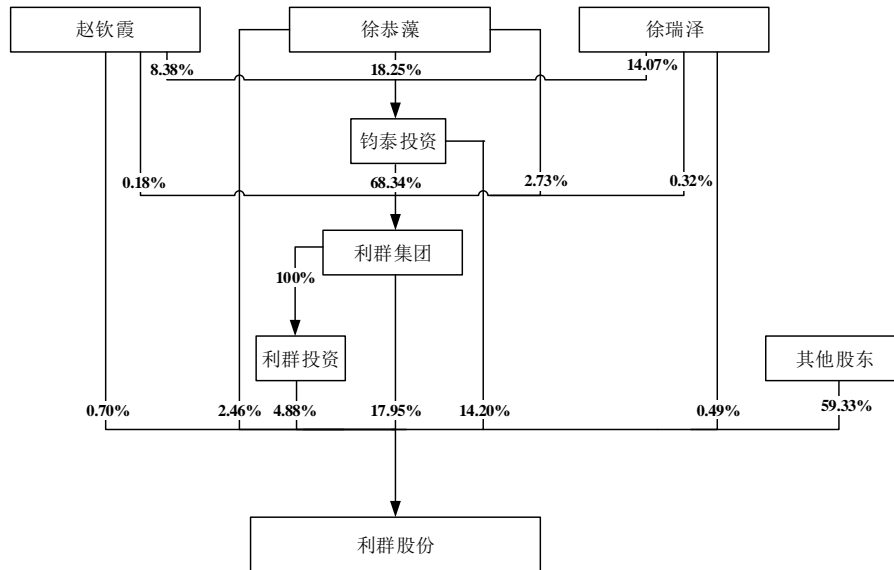 赵钦霞
徐恭藻
徐瑞泽
8.38%
18.25%
14.07%
钧泰投资
0.18%
68.34%
2.73%
0.32%
利群集团
100%
利群投资
其他股东
0.70%
2.46%
4.88%
17.95%
14.20%
0.49%
59.33%
利群股份